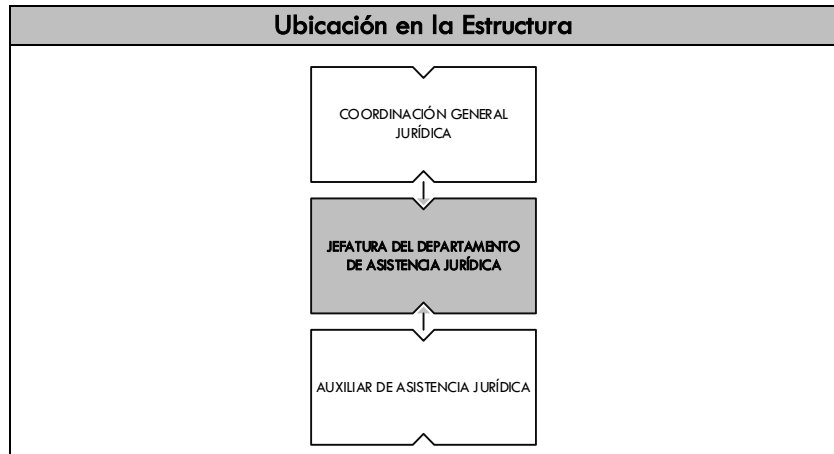 Ubicación en la Estructura
COORDINACIÓN GENERAL
JURÍDICA
JEFATURA DEL DEPARTAMENTO
DE ASISTENCIA JURÍDICA
AUXILIAR DE ASISTENCIA JURÍDICA